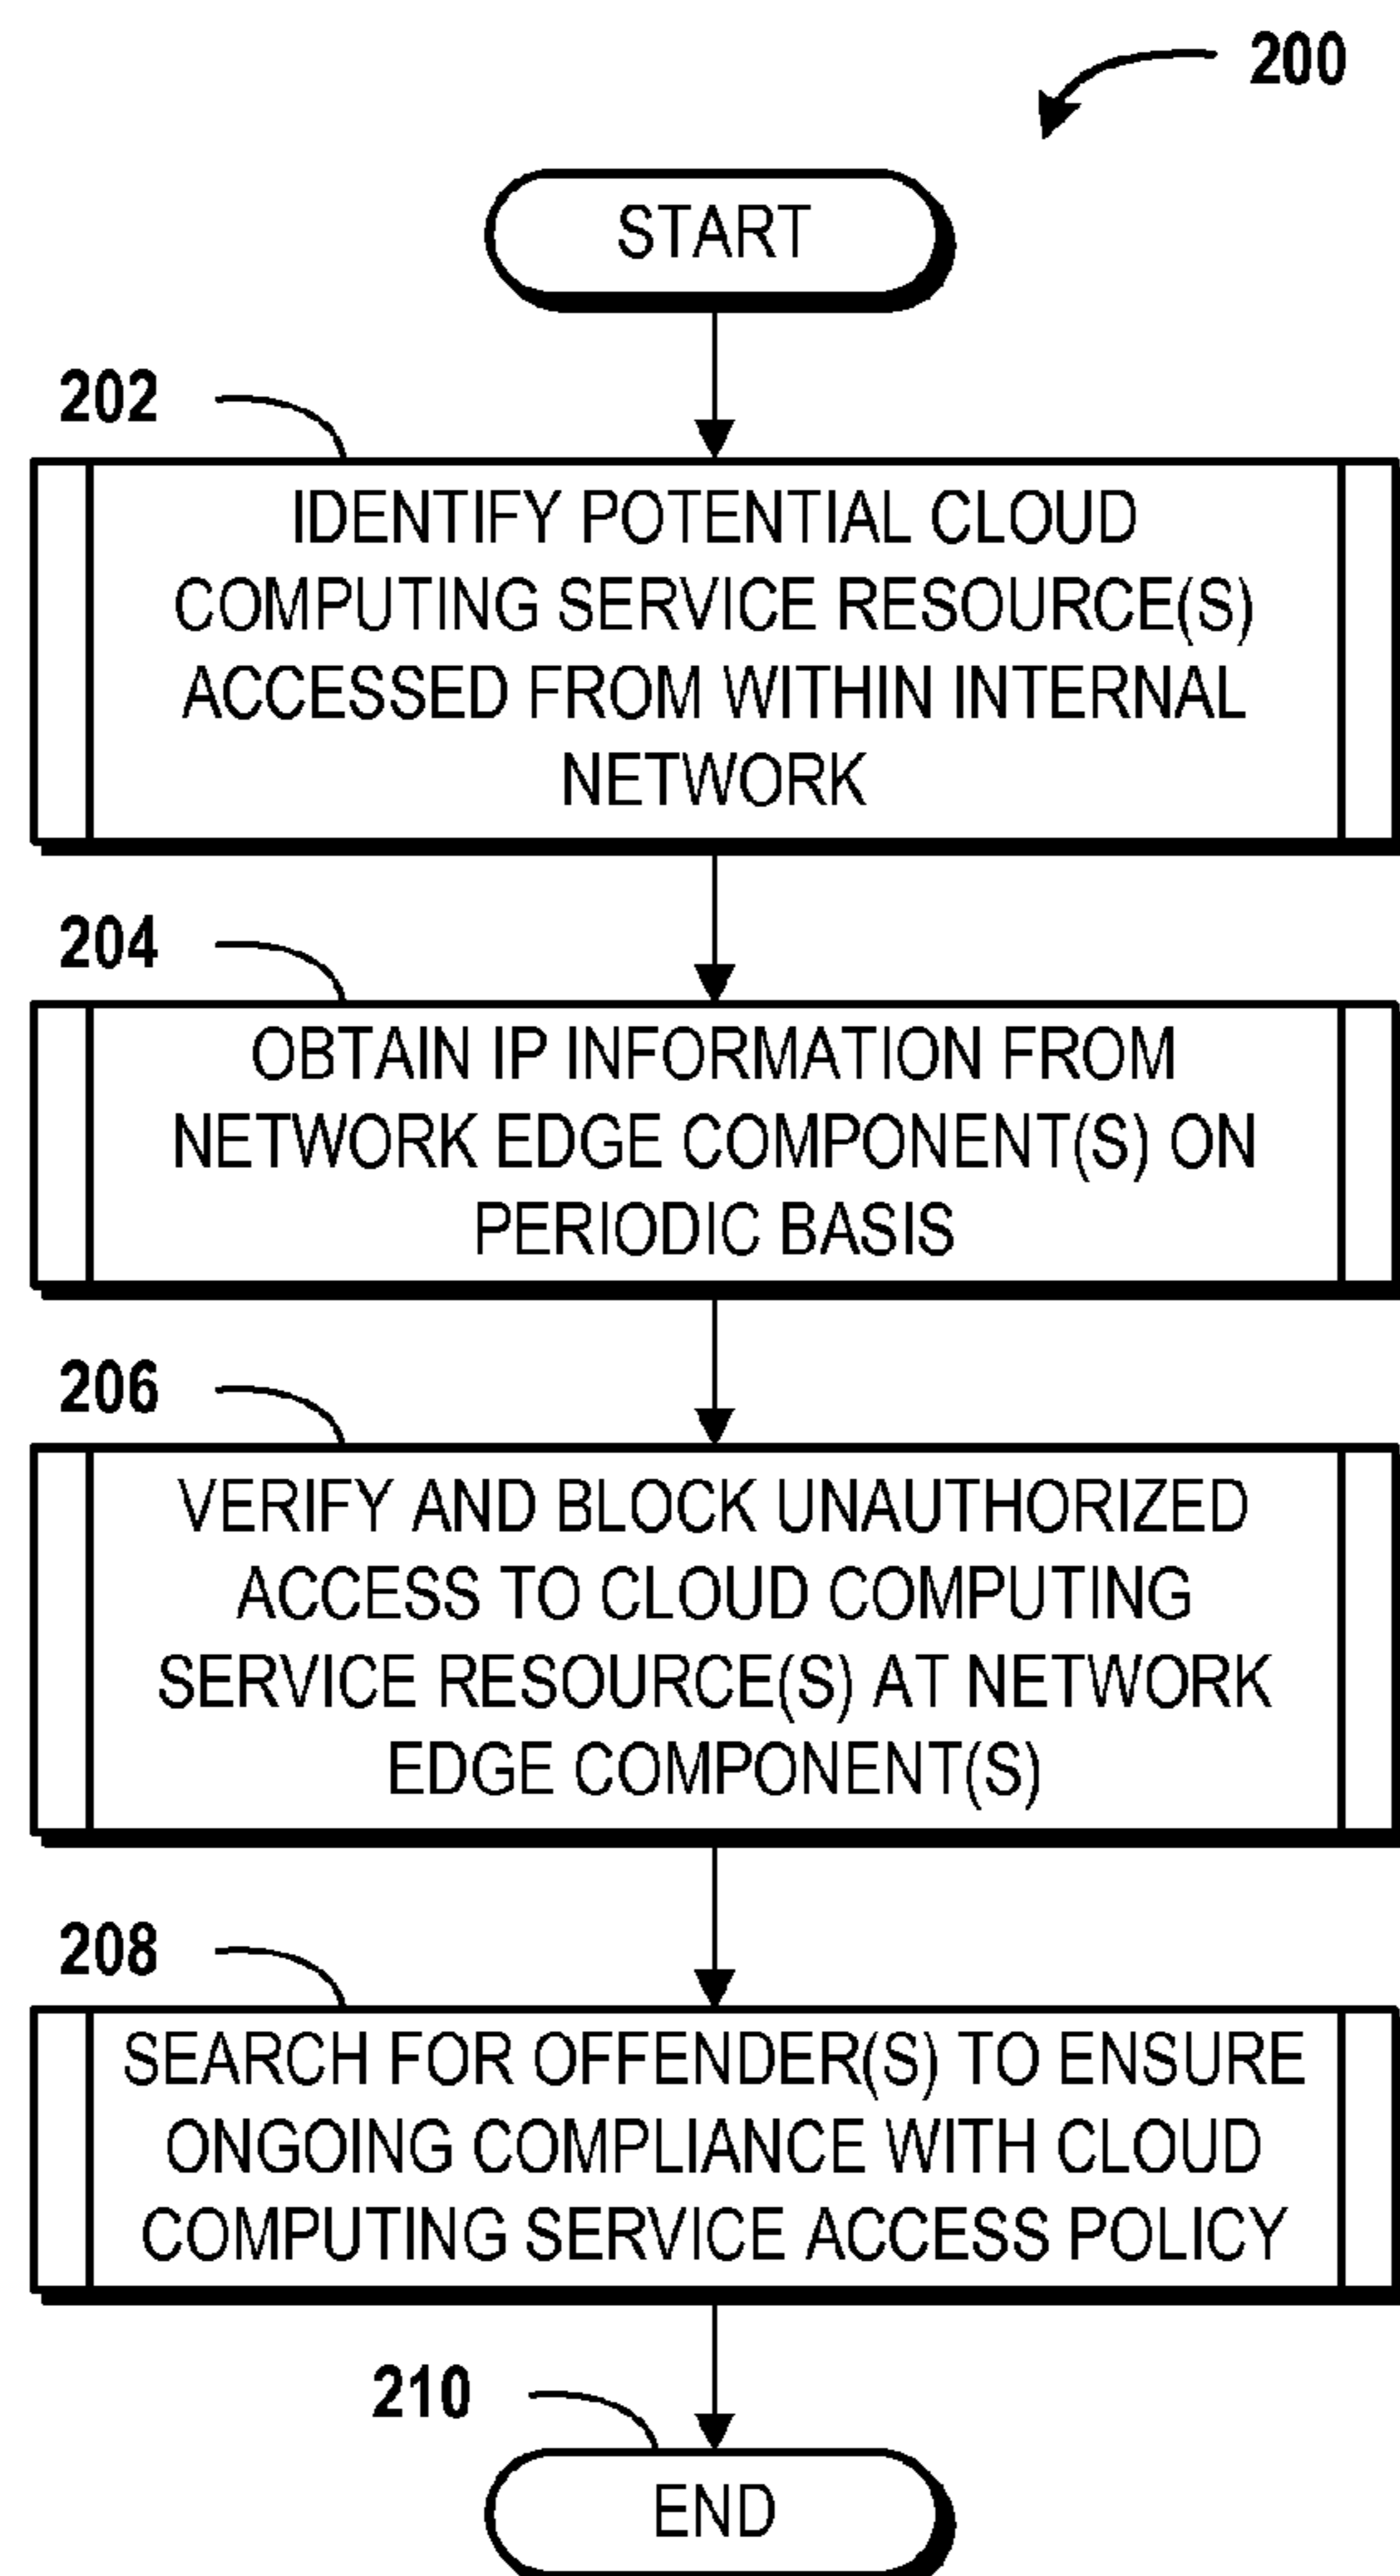 200
START
202
IDENTIFY POTENTIAL CLOUD
COMPUTING SERVICE RESOURCE(S)
ACCESSED FROM WITHIN INTERNAL
NETWORK
204
OBTAIN IP INFORMATION FROM
NETWORK EDGE COMPONENT(S) ON
PERIODIC BASIS
206
VERIFY AND BLOCK UNAUTHORIZED
ACCESS TO CLOUD COMPUTING
SERVICE RESOURCE(S) AT NETWORK
EDGE COMPONENT(S)
208
SEARCH FOR OFFENDER(S) TO ENSURE
ONGOING COMPLIANCE WITH CLOUD
COMPUTING SERVICE ACCESS POLICY
210
END